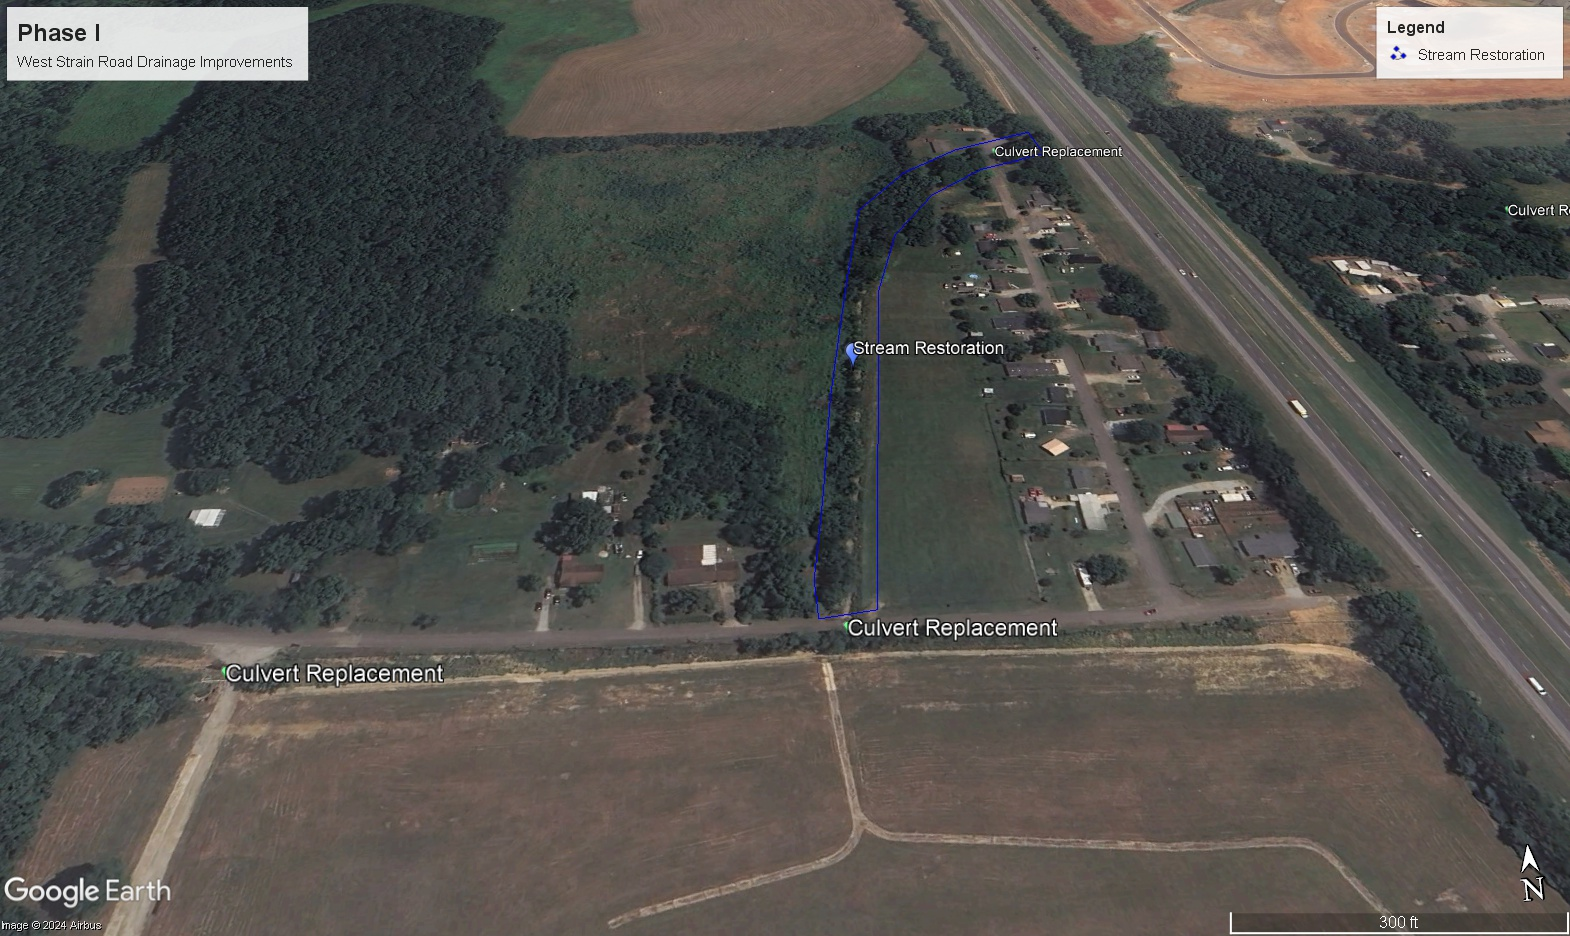 Phase I
West Strain Road Drainage Improvements
Legend
Stream Restoration
Culvert Replacement
Culvert R
Stream Restoration
Culvert Replacement
Culvert Replacement
Google Earth
Image © 2024 Airbus
N
300 ft